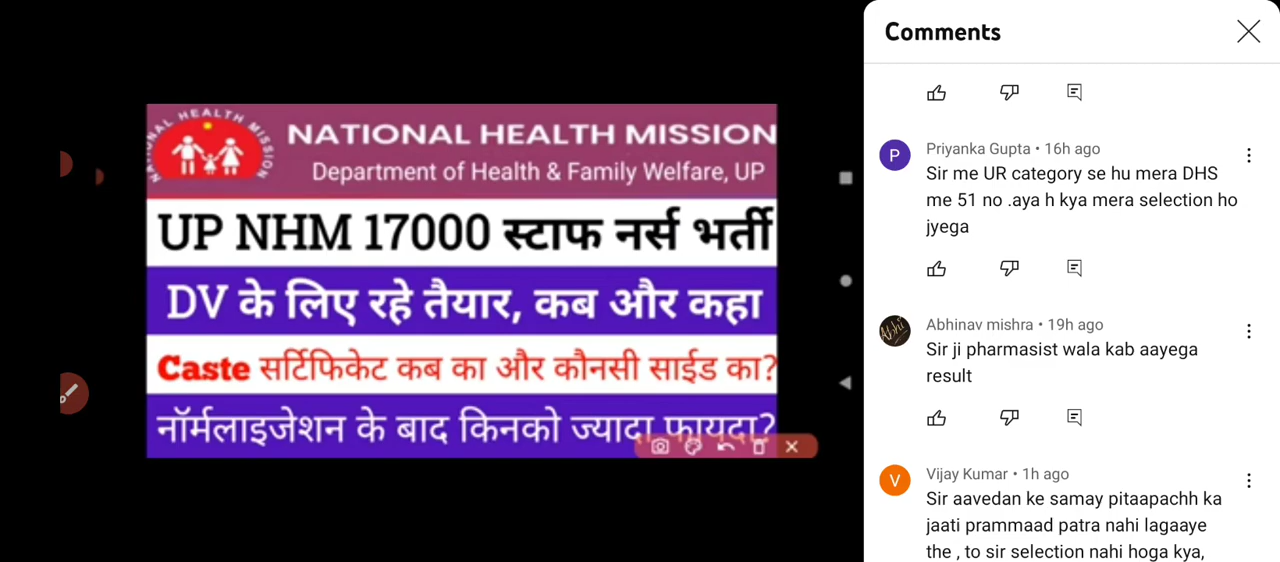 Comments
NATIONAL HEALTH MISSION
NATIONAL HEALTH MISSION
Department of Health & Family Welfare, UP
UP NHM 17000 स्टाफ नर्स भर्ती
DV के लिए रहे तैयार, कब और कहा
Caste सर्टिफिकेट कब का और कौनसी साईड का?
नॉर्मलाइजेशन के बाद किनको ज्यादा फायदा?
P
Priyanka Gupta • 16h ago
Sir me UR category se hu mera DHS
me 51 no .aya h kya mera selection ho
jyega
Abhi
Abhinav mishra • 19h ago
Sir ji pharmasist wala kab aayega
result
V
Vijay Kumar • 1h ago
Sir aavedan ke samay pitaapachh ka
jaati prammaad patra nahi lagaaye
the , to sir selection nahi hoga kya,